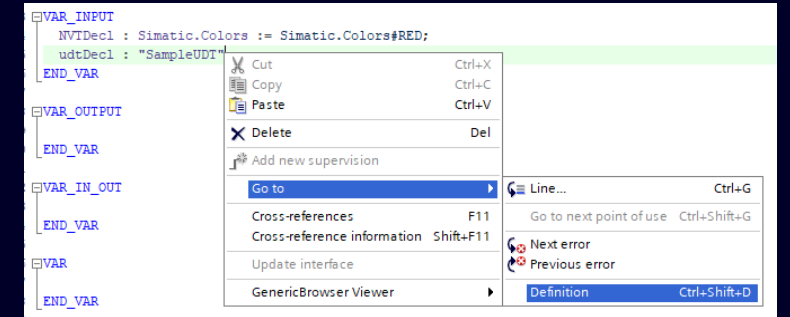 VAR_INPUT
NVTDecl : Simatic.Colors := Simatic.Colors#RED;
udtDecl : "SampleUDT"
END_VAR
VAR_OUTPUT
END_VAR
VAR_IN_OUT
END_VAR
VAR
END_VAR
Cut Ctrl+X
Copy Ctrl+C
Paste Ctrl+V
Delete Del
Add new supervision
Go to
Cross-references F11
Cross-reference information Shift+F11
Update interface
GenericBrowser Viewer
Line... Ctrl+G
Go to next point of use Ctrl+Shift+G
Next error
Previous error
Definition Ctrl+Shift+D